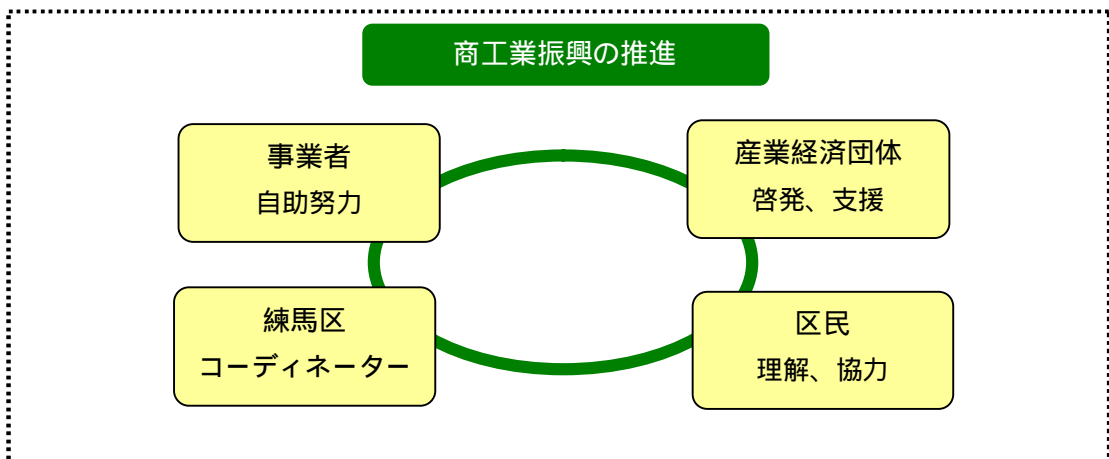 商工業振興の推進
事業者
自助努力
産業経済団体
啓発、支援
練馬区
コーディネーター
区民
理解、協力